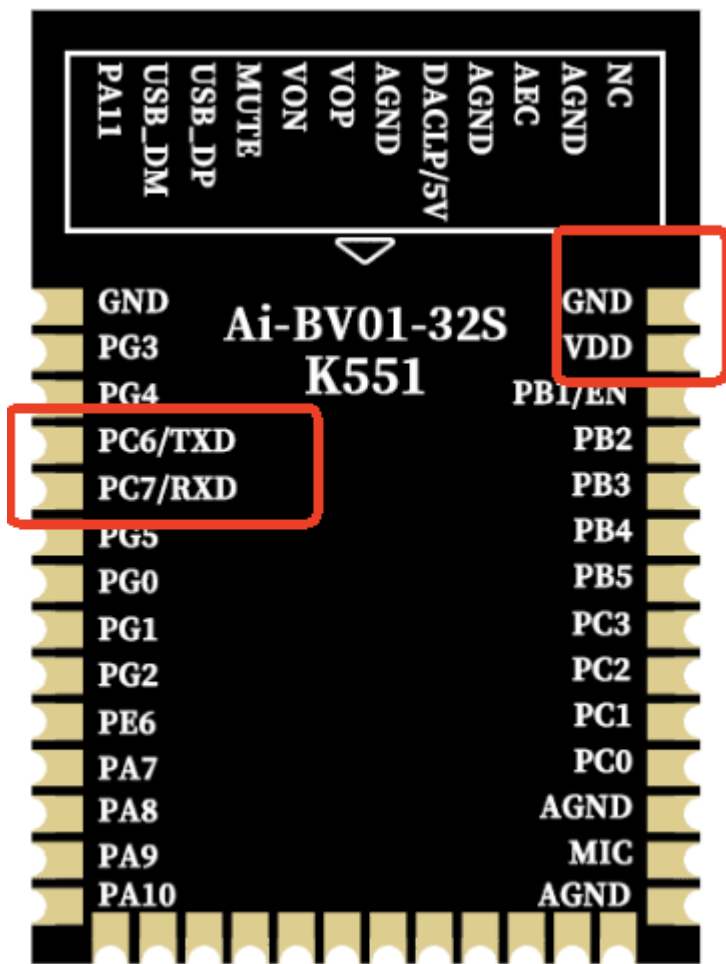 PA11
USB_DM
USB_DP
MUTE
VON
VOP
AGND
DACLP/5V
AGND
AEC
AGND
NC
Ai-BV01-32S
K551
GND
PG3
PG4
PC6/TXD
PC7/RXD
PG5
PG0
PG1
PG2
PE6
PA7
PA8
PA9
PA10
GND
VDD
PB1/EN
PB2
PB3
PB4
PB5
PC3
PC2
PC1
PC0
AGND
MIC
AGND